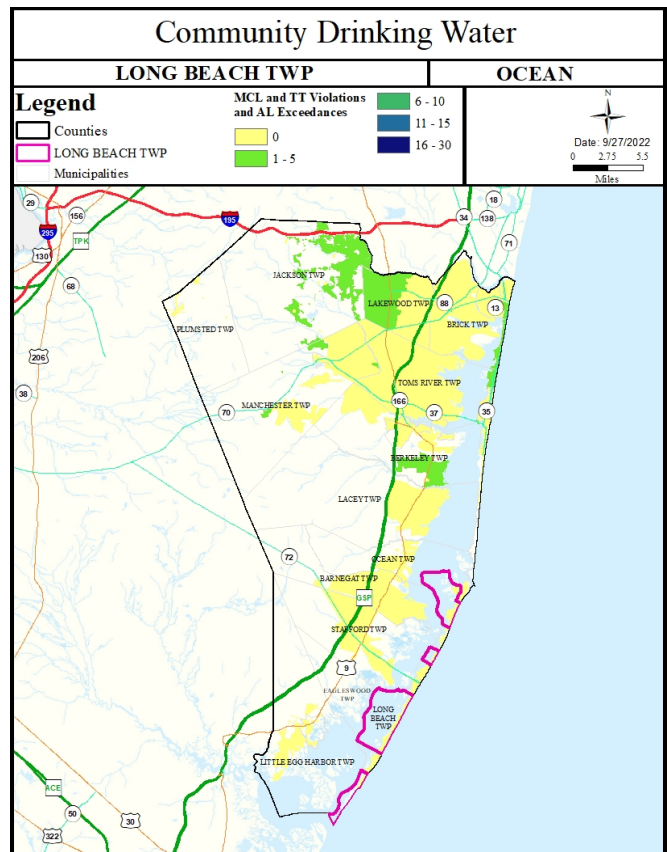 Community Drinking Water
LONG BEACH TWP
OCEAN
Legend
Counties
LONG BEACH TWP
Municipalities
MCL and TT Violations
and AL Exceedances
0
1 - 5
6 - 10
11 - 15
16 - 30
N
Date: 9/27/2022
0 2.75 5.5
Miles
29
156
195
34
18
138
295
TPK
130
71
68
JACKSON TWP
LAKEWOOD TWP
88
13
BRICK TWP
PLUMSTED TWP
206
38
TOMS RIVER TWP
MANCHESTER TWP
70
166
37
35
BERKELEY TWP
LACEY TWP
72
OCEAN TWP
BARNEGAT TWP
GSP
STAFFORD TWP
9
EAGLESWOOD
TWP
LONG
BEACH
TWP
LITTLE EGG HARBOR TWP
ACE
50
30
322